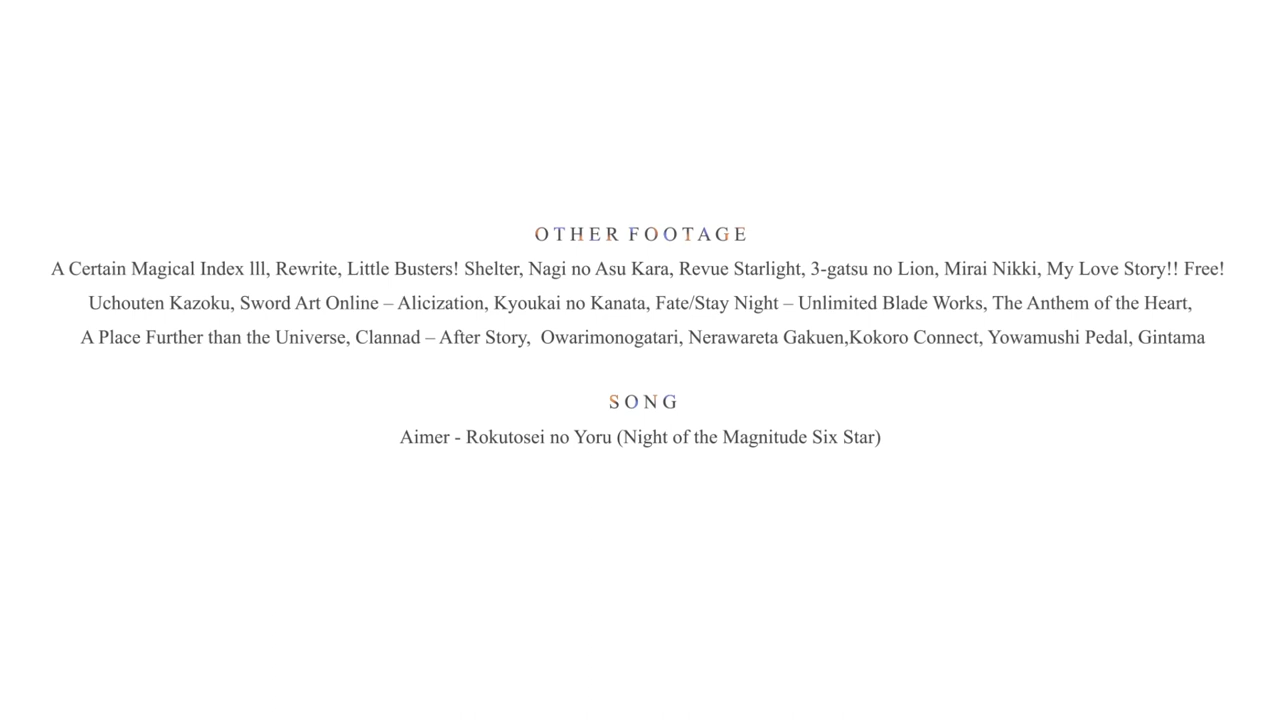 OTHER FOOTAGE
A Certain Magical Index lll, Rewrite, Little Busters! Shelter, Nagi no Asu Kara, Revue Starlight, 3-gatsu no Lion, Mirai Nikki, My Love Story!! Free!
Uchouten Kazoku, Sword Art Online – Alicization, Kyoukai no Kanata, Fate/Stay Night – Unlimited Blade Works, The Anthem of the Heart,
A Place Further than the Universe, Clannad – After Story,  Owarimonogatari, Nerawareta Gakuen,Kokoro Connect, Yowamushi Pedal, Gintama
SONG
Aimer - Rokutosei no Yoru (Night of the Magnitude Six Star)